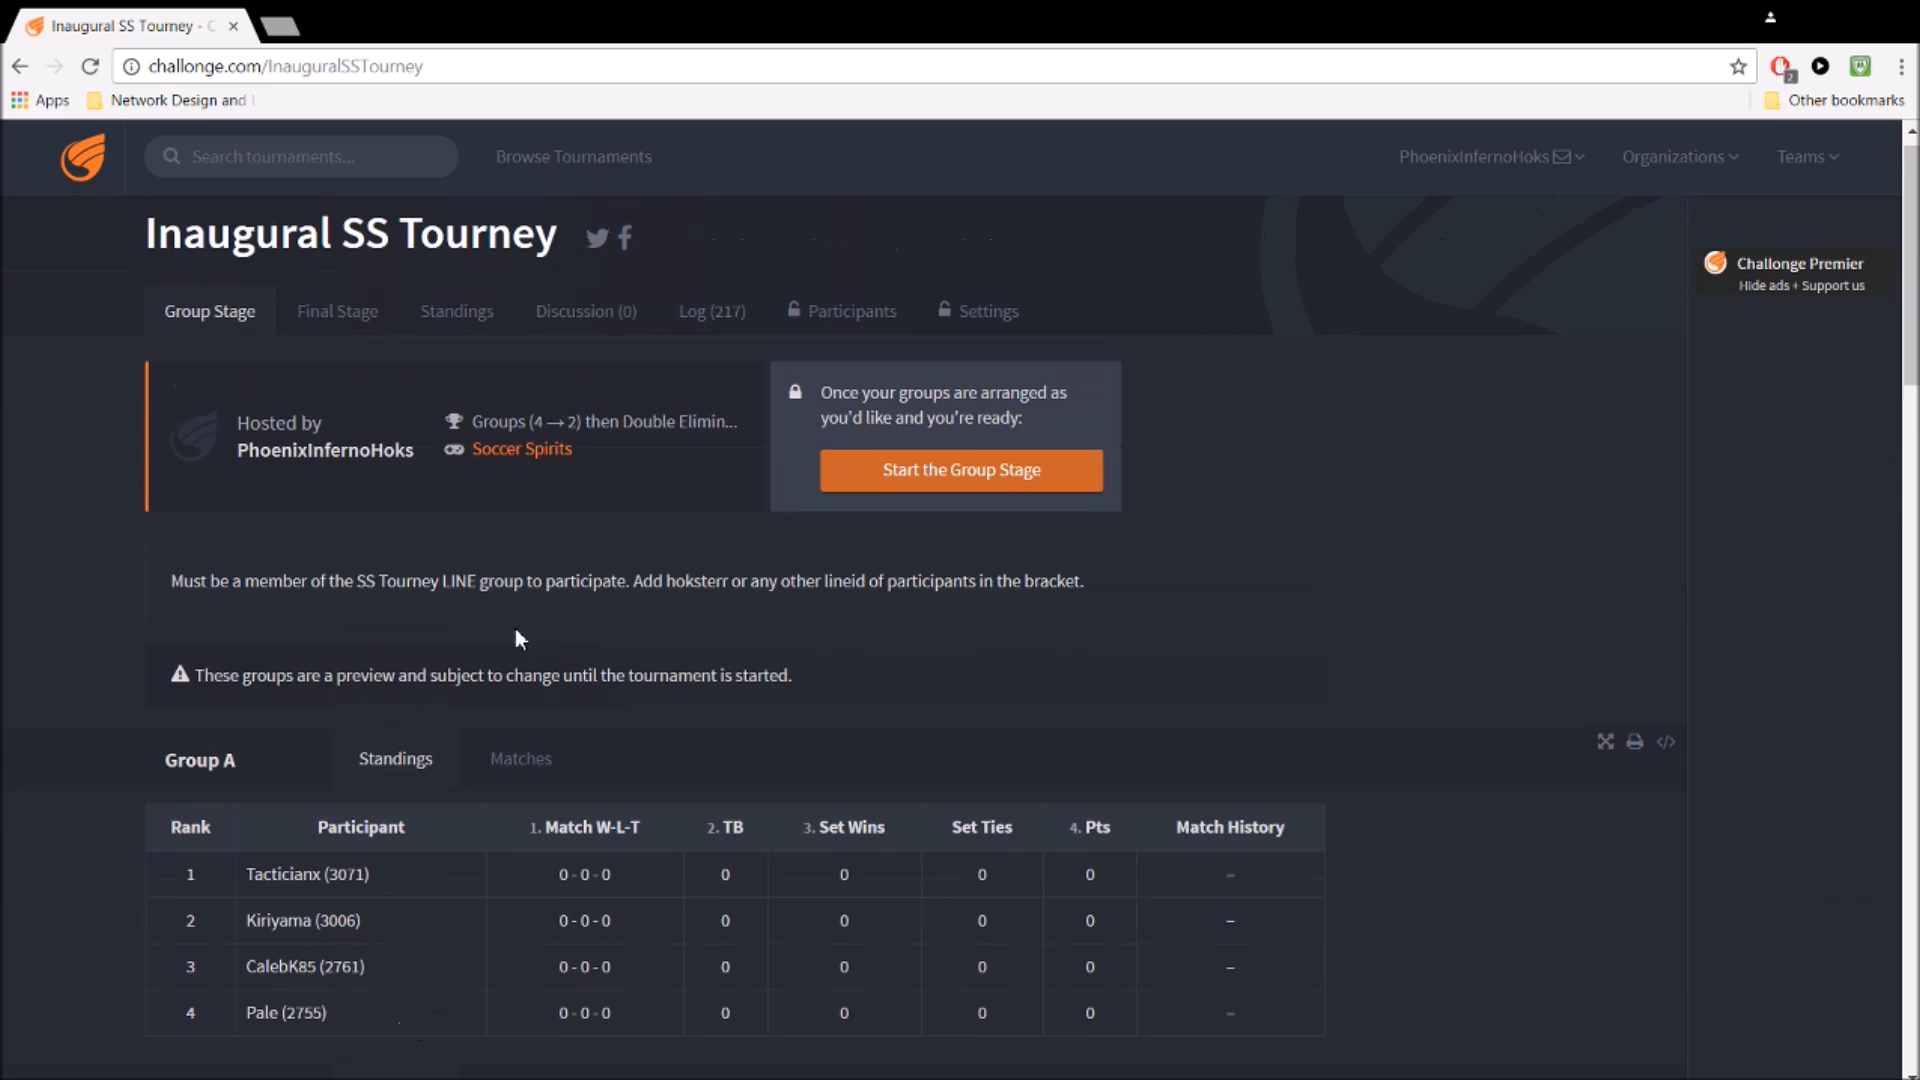 Inaugural SS Tourney - C
challonge.com/InauguralSSTourney
2
Apps
Network Design and
Other bookmarks
Search tournaments...
Browse Tournaments
PhoenixInfernoHoks
Organizations
Teams
Inaugural SS Tourney
Challonge Premier
Hide ads + Support us
Group Stage
Final Stage
Standings
Discussion (0)
Log (217)
Participants
Settings
Hosted by
PhoenixInfernoHoks
Groups (4 → 2) then Double Elimin...
Soccer Spirits
Once your groups are arranged as
you'd like and you're ready:
Start the Group Stage
Must be a member of the SS Tourney LINE group to participate. Add hoksterr or any other lineid of participants in the bracket.
These groups are a preview and subject to change until the tournament is started.
Group A
Standings
Matches
</>
Rank Participant 1. Match W-L-T 2. TB 3. Set Wins Set Ties 4. Pts Match History
1 Tacticianx (3071) 0 - 0 - 0 0 0 0 0 –
2 Kiriyama (3006) 0 - 0 - 0 0 0 0 0 –
3 CalebK85 (2761) 0 - 0 - 0 0 0 0 0 –
4 Pale (2755) 0 - 0 - 0 0 0 0 0 –